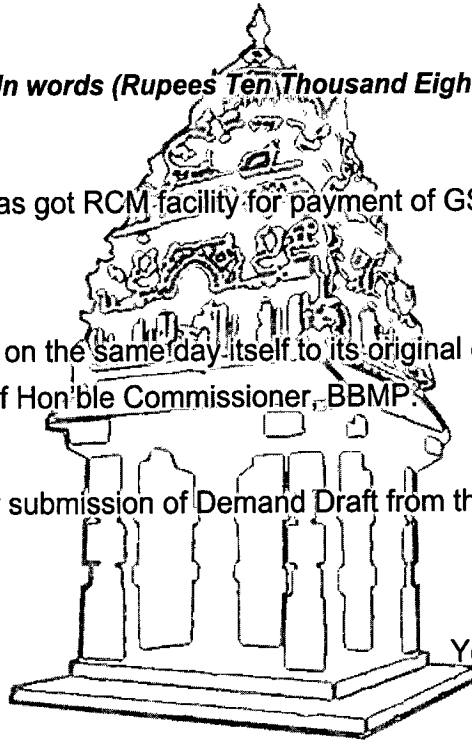 In words (Rupees Ten Thousand Eigh
as got RCM facility for payment of GS
on the same day itself to its original
f Hon'ble Commissioner, BBMP.
submission of Demand Draft from th
Yo